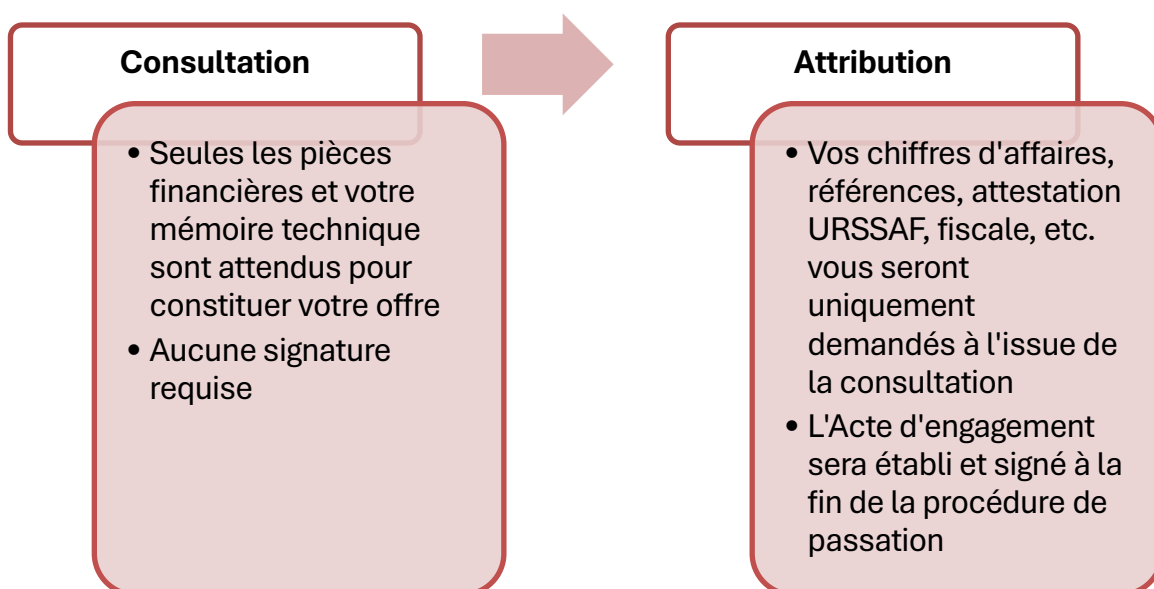 Consultation
• Seules les pièces
financières et votre
mémoire technique
sont attendus pour
constituer votre offre
• Aucune signature
requise
Attribution
• Vos chiffres d'affaires,
références, attestation
URSSAF, fiscale, etc.
vous seront
uniquement
demandés à l'issue de
la consultation
• L'Acte d'engagement
sera établi et signé à la
fin de la procédure de
passation